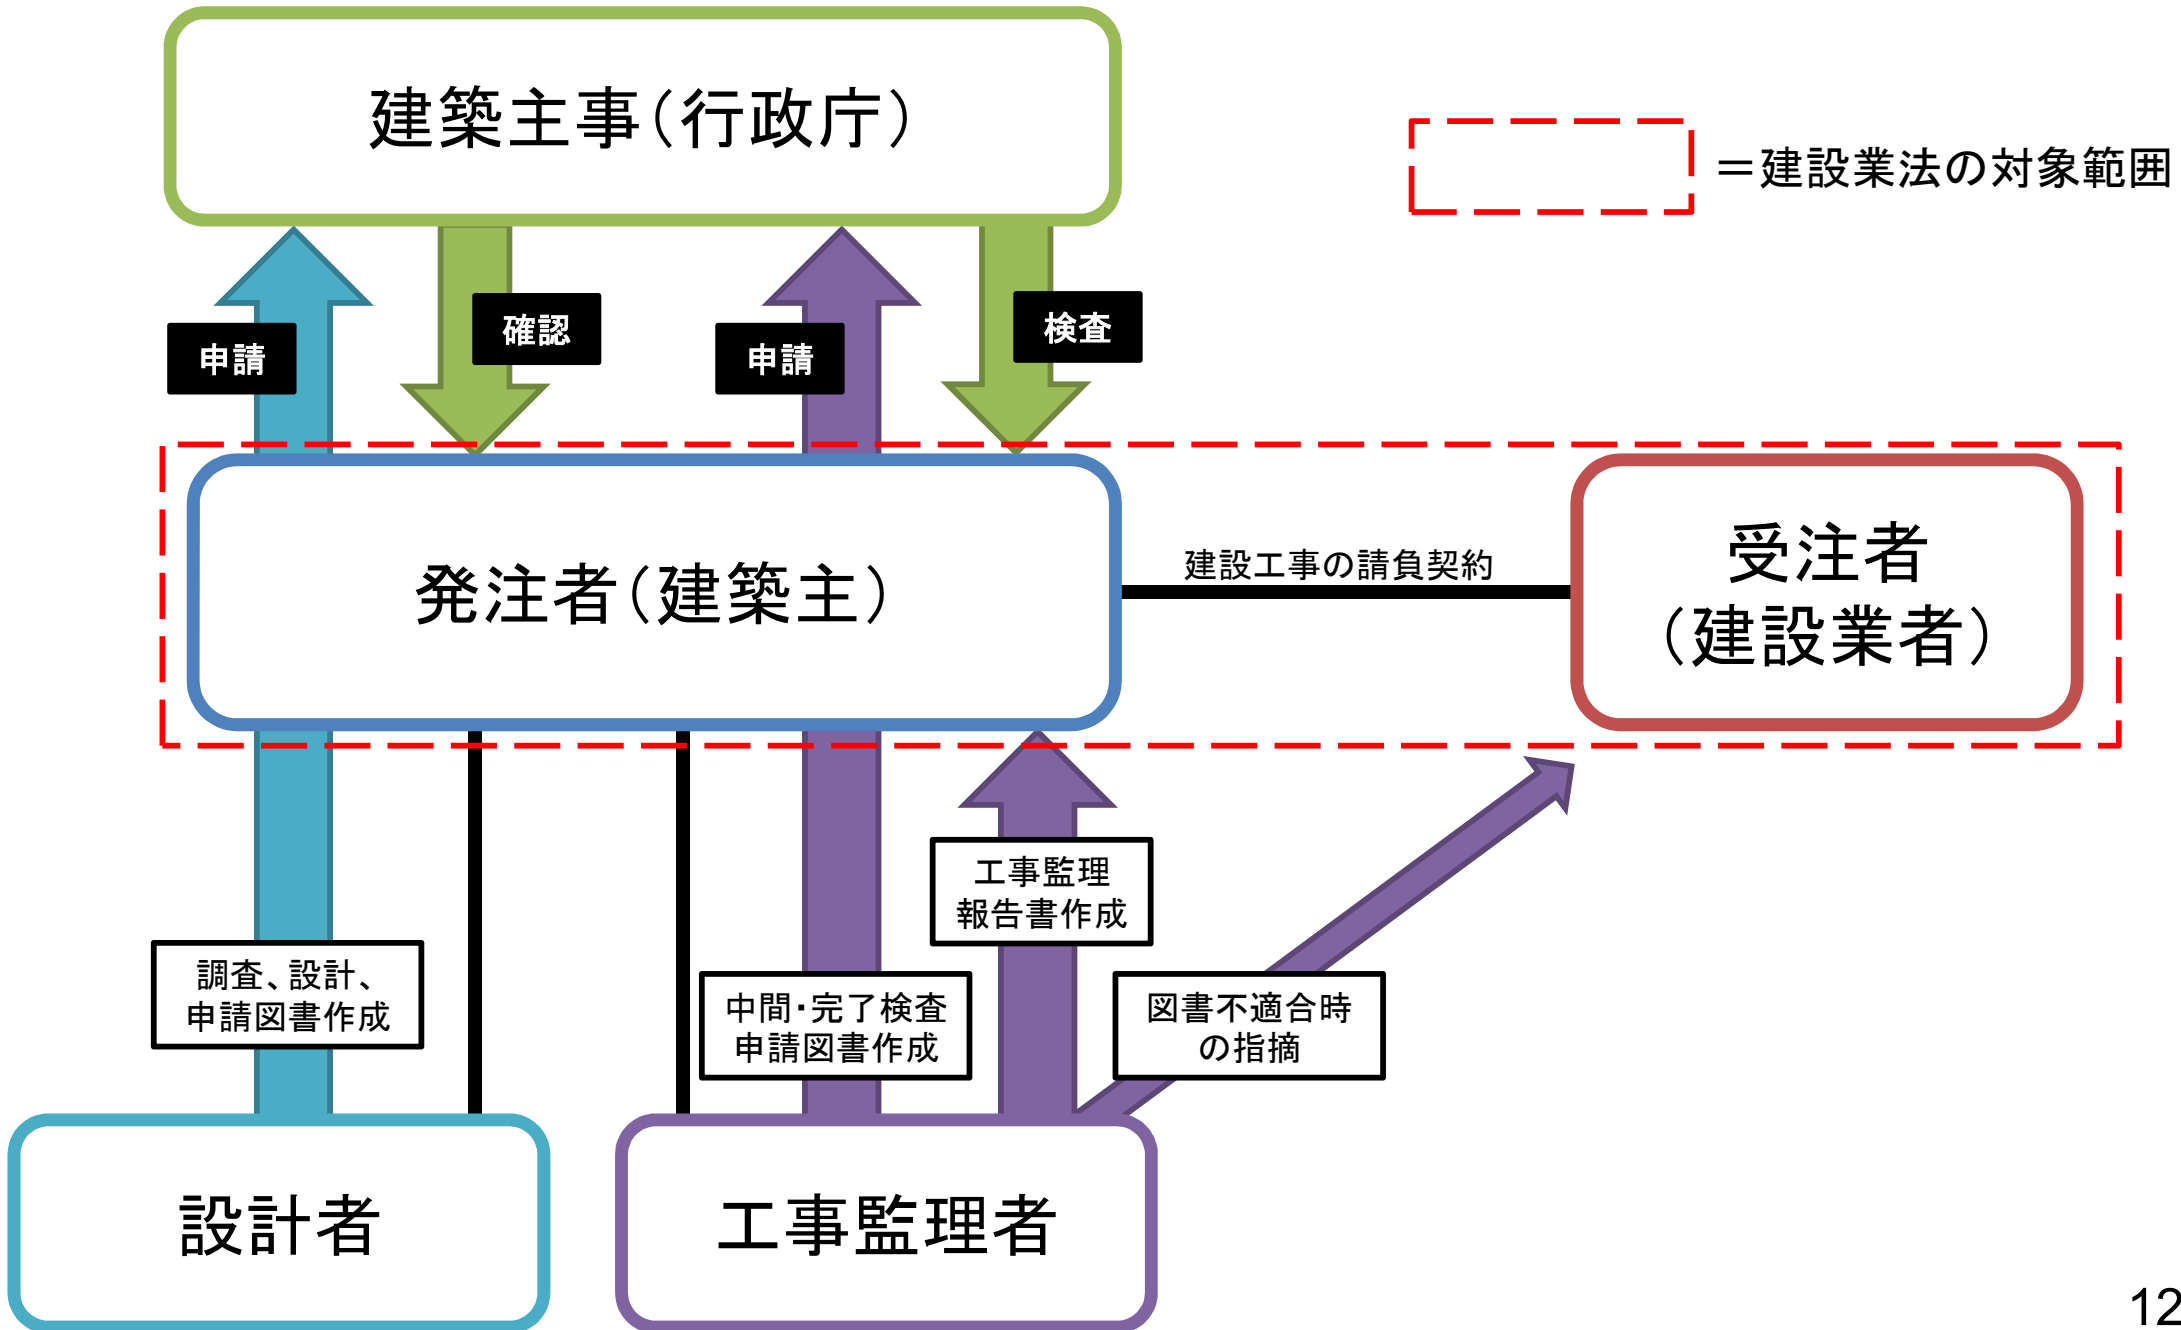 建築主事（行政庁）
＝建設業法の対象範囲
申請
確認
申請
検査
発注者（建築主）
建設工事の請負契約
受注者
（建設業者）
工事監理
報告書作成
調査、設計、
申請図書作成
中間・完了検査
申請図書作成
図書不適合時
の指摘
設計者
工事監理者
12